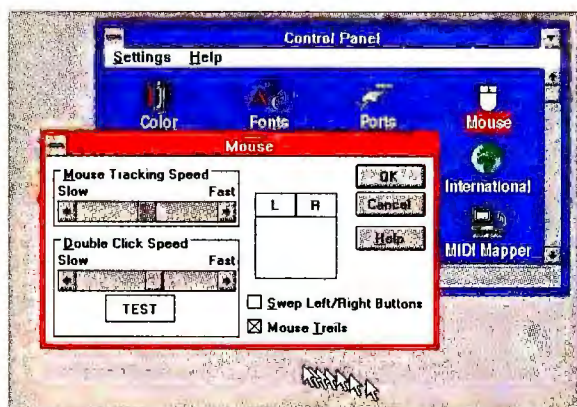 Control Panel
Settings Help
Color Fonts Ports Mouse
International
MIDI Mapper
Mouse
Mouse Tracking Speed
Slow Fast
Double Click Speed
Slow Fast
TEST
L R
OK
Cancel
Help
Swap Left/Right Buttons
Mouse Trails